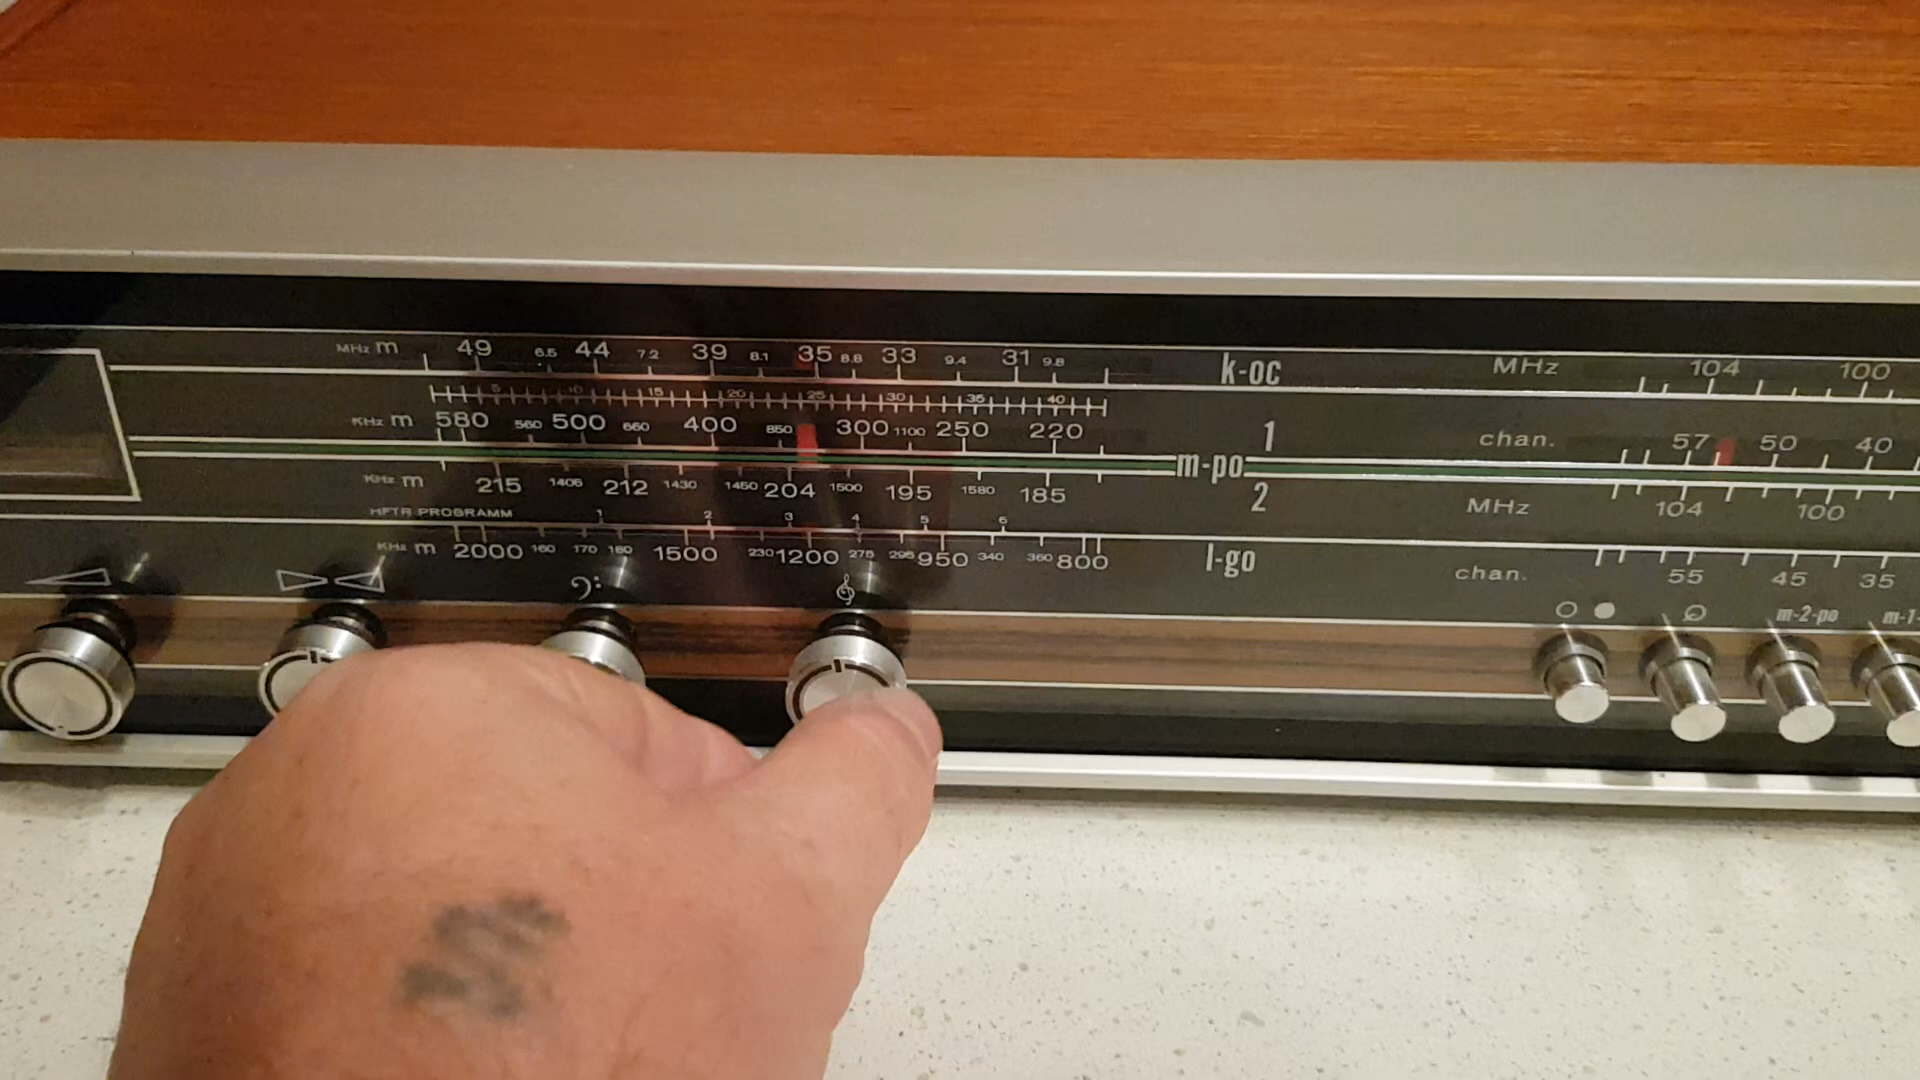 MHz m 49 6.5 44 7.2 39 8.1 35 8.8 33 9.4 31 9.8 k-oc MHz 104 100
5 10 15 20 25 30 35 40
KHz m 580 560 500 660 400 850 300 1100 250 220 1 chan. 57 50 40
m-po
KHz m 215 1405 212 1430 1450 204 1500 195 1580 185 2 MHz 104 100
HFTR PROGRAMM 1 2 3 4 5 6
KHz m 2000 160 170 180 1500 230 1200 275 295 950 340 360 800 l-go chan. 55 45 35
m-2-po m-1-